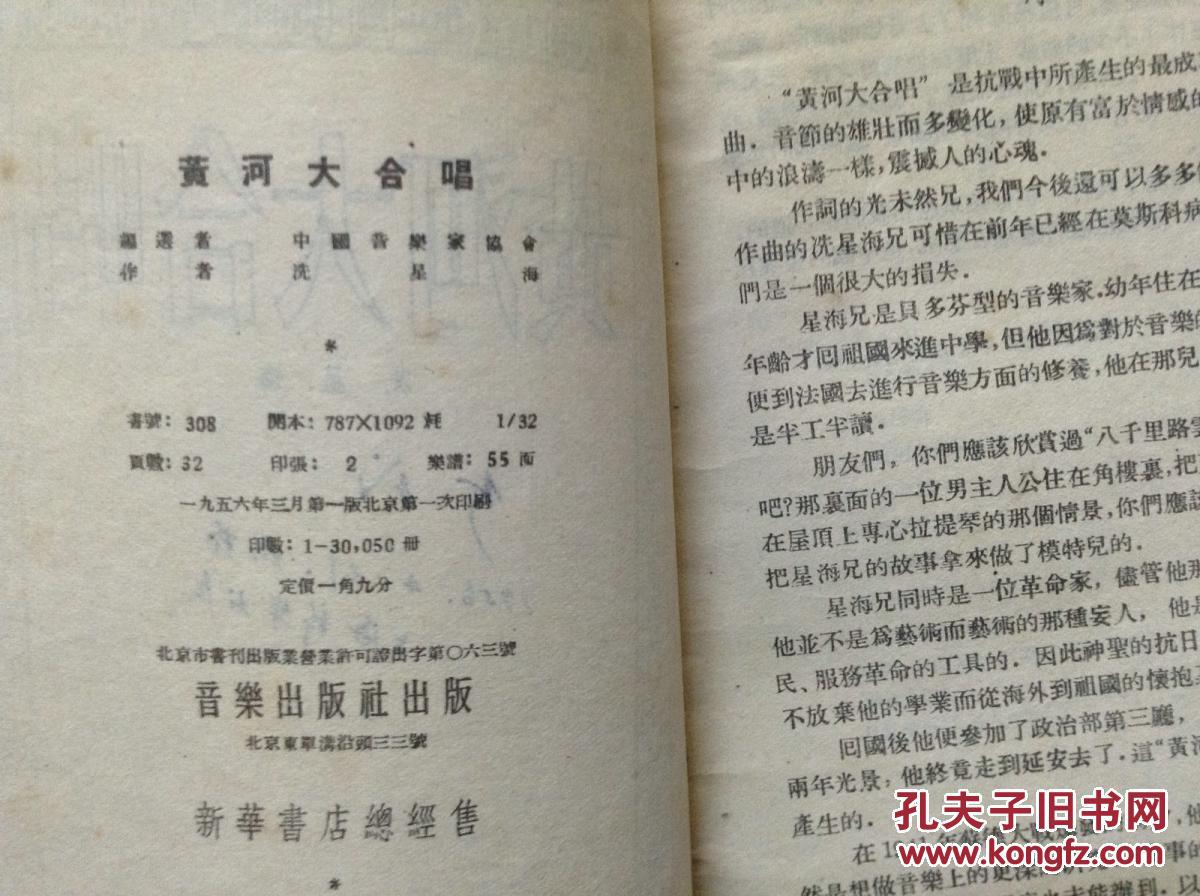 黃河大合唱
編選者 中國音樂家協會
作者 冼星海
*
書號：308 開本：787×1092 粍 1/32
頁數：32 印張：2 樂譜：55 面
一九五六年三月第一版北京第一次印刷
印數：1-30,050 冊
定價一角九分
北京市書刊出版業營業許可證出字第〇六三號
音樂出版社出版
北京東單溝沿頭三三號
新華書店總經售
*
“黃河大合唱” 是抗戰中所產生的最成
曲．音節的雄壯而多變化，使原有富於情感的
中的浪濤一樣，震撼人的心魂．
作詞的光未然兄，我們今後還可以多多
作曲的冼星海兄可惜在前年已經在莫斯科病
們是一個很大的損失．
星海兄是貝多芬型的音樂家．幼年住在
年齡才囘祖國來進中學，但他因爲對於音樂的
便到法國去進行音樂方面的修養，他在那兒
是半工半讀．
朋友們，你們應該欣賞過“八千里路雲
吧？那裏面的一位男主人公住在角樓裏，把
在屋頂上專心拉提琴的那個情景，你們應該
把星海兄的故事拿來做了模特兒的．
星海兄同時是一位革命家，儘管他那
他並不是爲藝術而藝術的那種妄人，他是
民、服務革命的工具的．因此神聖的抗日
不放棄他的學業而從海外到祖國的懷抱
囘國後他便參加了政治部第三廳，
兩年光景，他終竟走到延安去了．這“黃河
產生的．
在19
然是想做音樂上的更深
孔夫子旧书网
www.kongfz.com